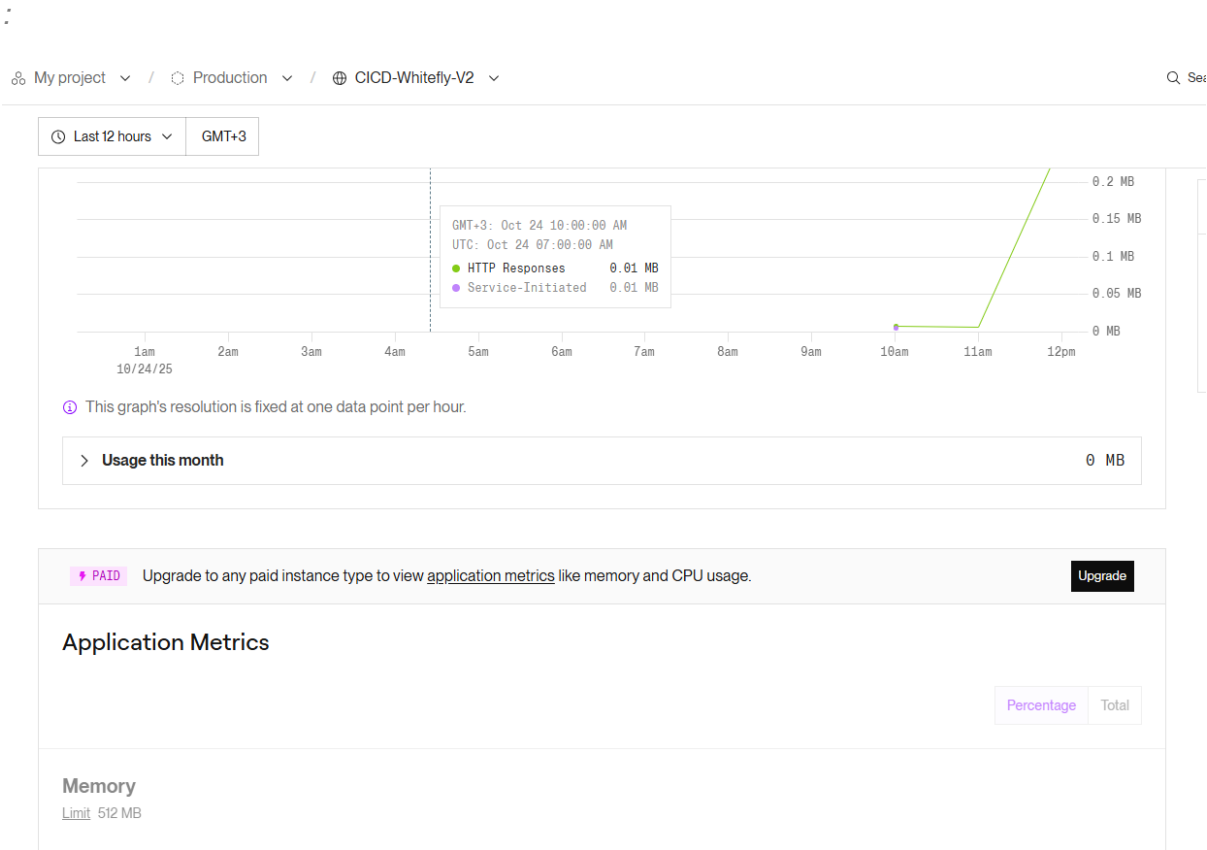 :
My project / Production / CICD-Whitefly-V2
Last 12 hours GMT+3
0.2 MB
0.15 MB
0.1 MB
0.05 MB
0 MB
GMT+3: Oct 24 10:00:00 AM
UTC: Oct 24 07:00:00 AM
HTTP Responses 0.01 MB
Service-Initiated 0.01 MB
1am 2am 3am 4am 5am 6am 7am 8am 9am 10am 11am 12pm
10/24/25
This graph's resolution is fixed at one data point per hour.
Usage this month 0 MB
PAID Upgrade to any paid instance type to view application metrics like memory and CPU usage. Upgrade
Application Metrics
Percentage Total
Memory
Limit 512 MB